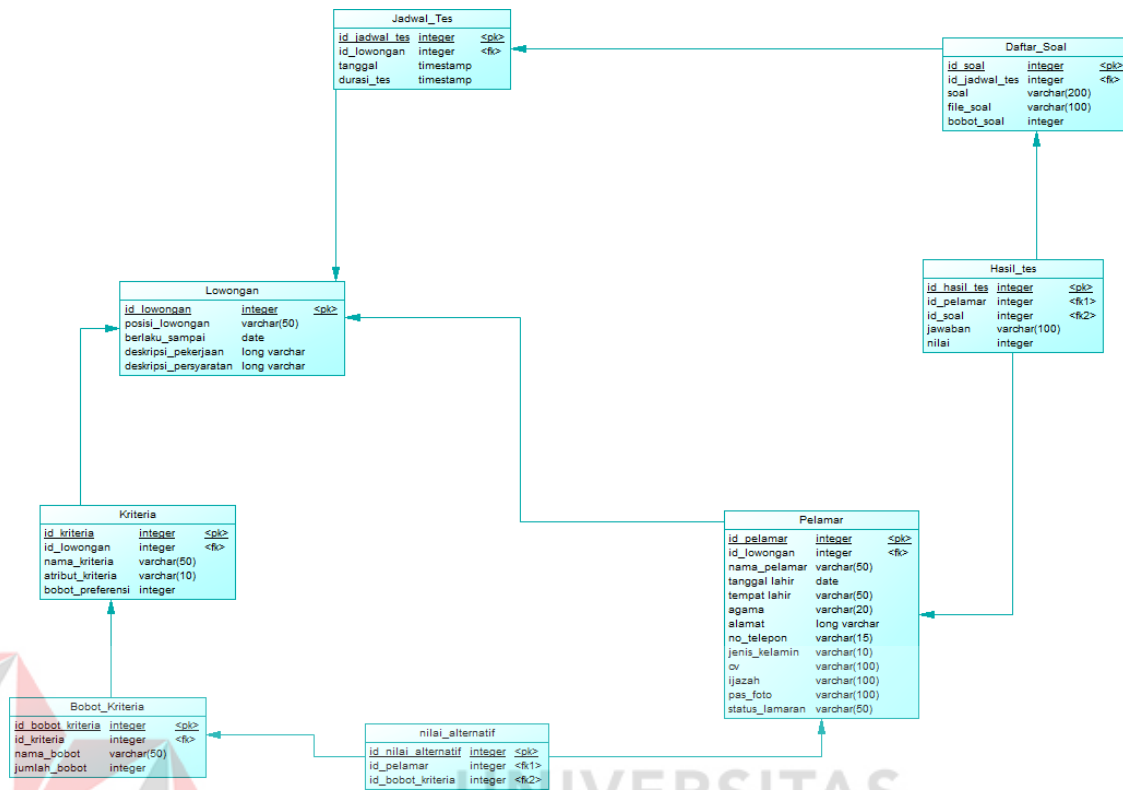 Jadwal_Tes
id_jadwal_tes integer <pk>
id_lowongan integer <fk>
tanggal timestamp
durasi_tes timestamp
Daftar_Soal
id_soal integer <pk>
id_jadwal_tes integer <fk>
soal varchar(200)
file_soal varchar(100)
bobot_soal integer
Hasil_tes
id_hasil_tes integer <pk>
id_pelamar integer <fk1>
id_soal integer <fk2>
jawaban varchar(100)
nilai integer
Lowongan
id_lowongan integer <pk>
posisi_lowongan varchar(50)
berlaku_sampai date
deskripsi_pekerjaan long varchar
deskripsi_persyaratan long varchar
Kriteria
id_kriteria integer <pk>
id_lowongan integer <fk>
nama_kriteria varchar(50)
atribut_kriteria varchar(10)
bobot_preferensi integer
Pelamar
id_pelamar integer <pk>
id_lowongan integer <fk>
nama_pelamar varchar(50)
tanggal lahir date
tempat lahir varchar(50)
agama varchar(20)
alamat long varchar
no_telepon varchar(15)
jenis_kelamin varchar(10)
cv varchar(100)
ijazah varchar(100)
pas_foto varchar(100)
status_lamaran varchar(50)
Bobot_Kriteria
id_bobot_kriteria integer <pk>
id_kriteria integer <fk>
nama_bobot varchar(50)
jumlah_bobot integer
nilai_alternatif
id_nilai_alternatif integer <pk>
id_pelamar integer <fk1>
id_bobot_kriteria integer <fk2>
UNIVERSITAS